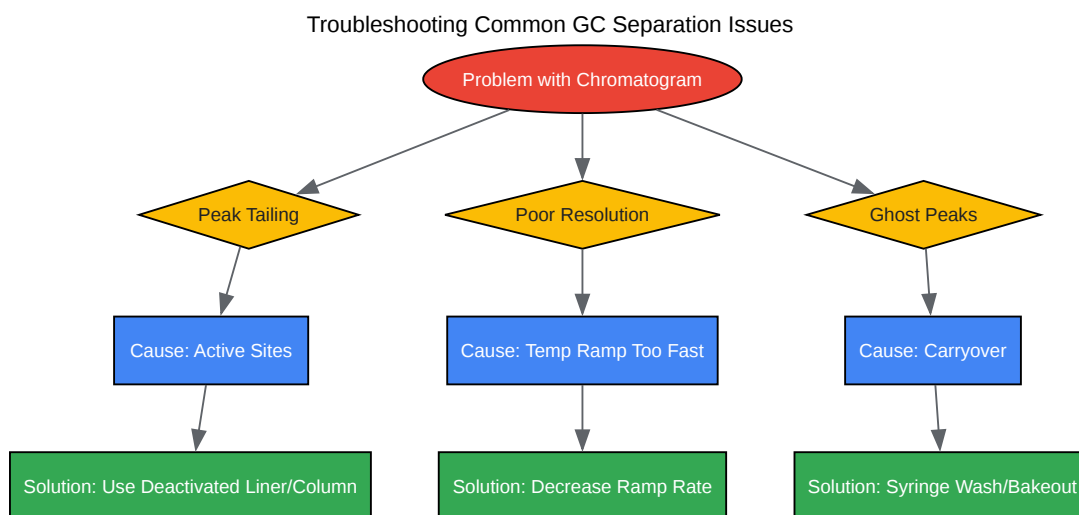 Troubleshooting Common GC Separation Issues
Problem with Chromatogram
Peak Tailing
Poor Resolution
Ghost Peaks
Cause: Active Sites
Cause: Temp Ramp Too Fast
Cause: Carryover
Solution: Use Deactivated Liner/Column
Solution: Decrease Ramp Rate
Solution: Syringe Wash/Bakeout